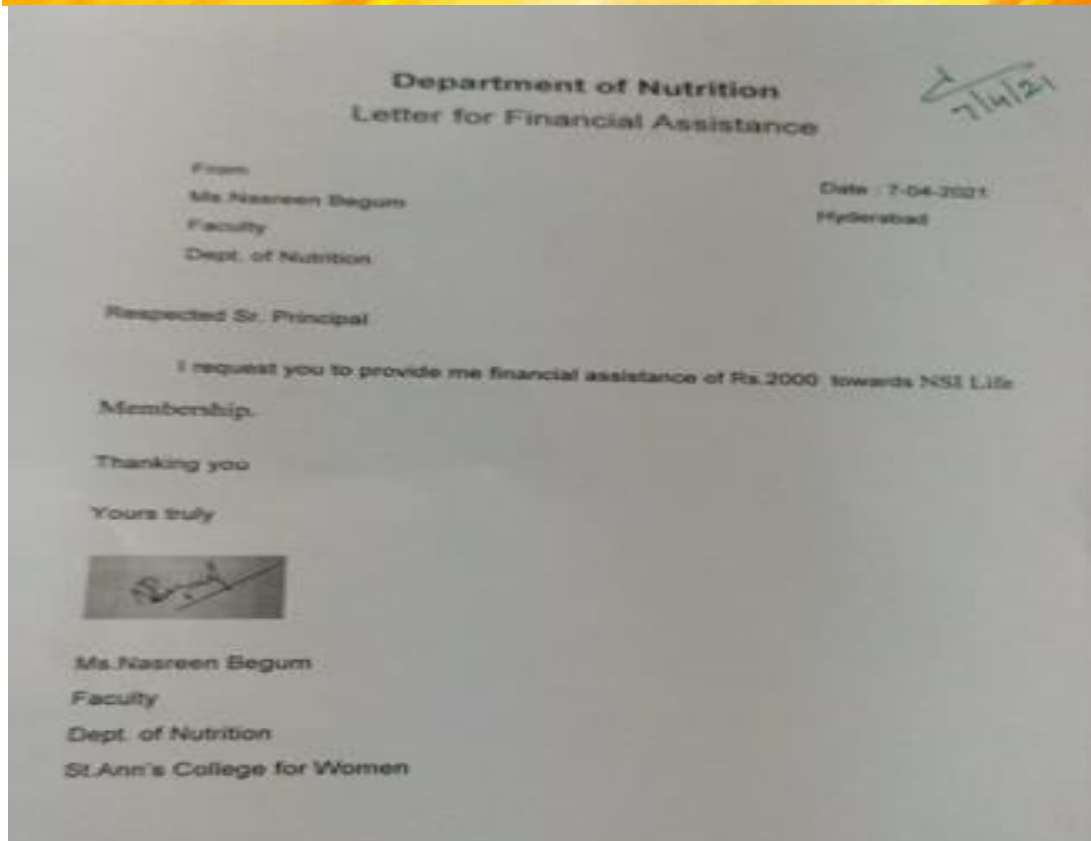 Department of Nutrition
Letter for Financial Assistance
7/4/21
From
Ms.Nasreen Begum
Faculty
Dept. of Nutrition
Date : 7-04-2021
Hyderabad
Respected Sr. Principal
I request you to provide me financial assistance of Rs.2000 towards NSI Life
Membership.
Thanking you
Yours truly
Ms.Nasreen Begum
Faculty
Dept. of Nutrition
St.Ann's College for Women